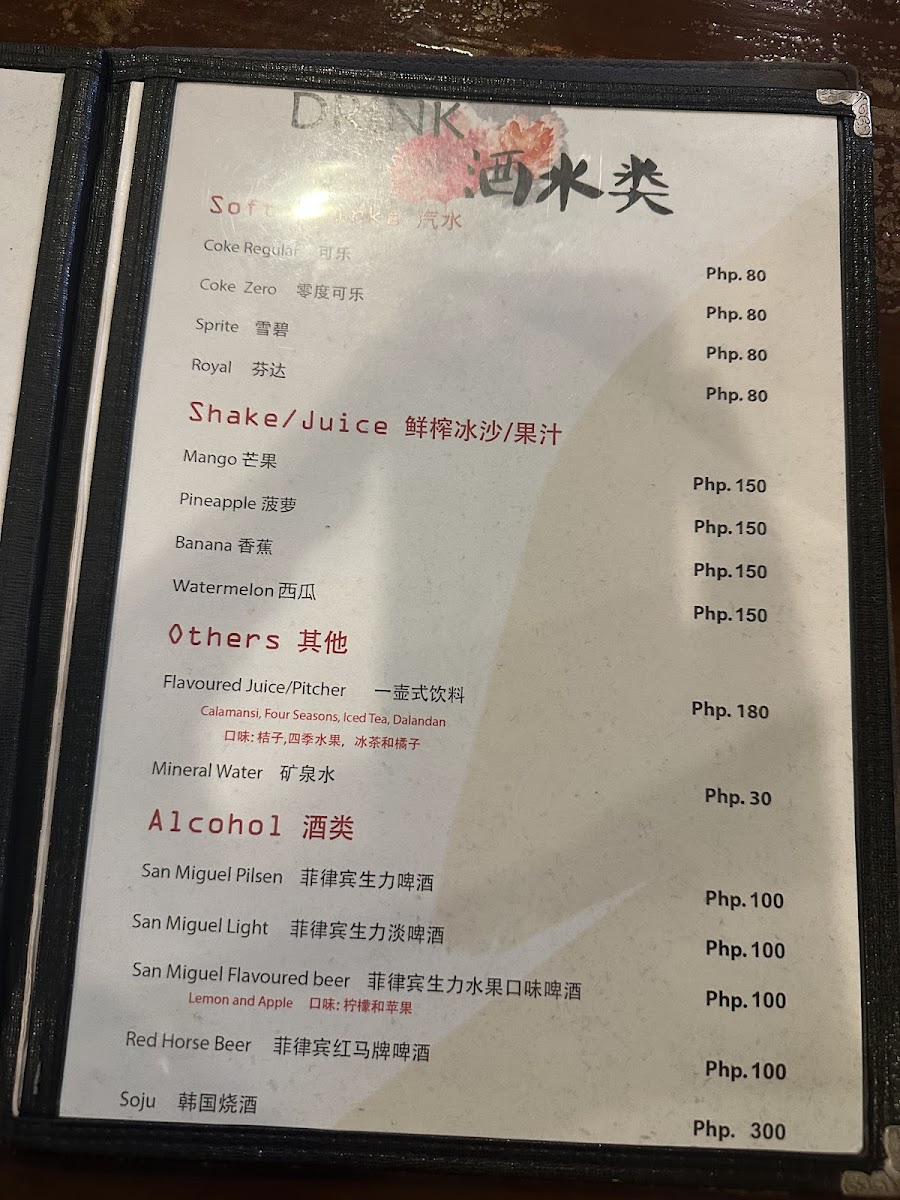 DRINK
酒水类
Soft Drinks 汽水
Coke Regular 可乐 Php. 80
Coke Zero 零度可乐 Php. 80
Sprite 雪碧 Php. 80
Royal 芬达 Php. 80
Shake/Juice 鲜榨冰沙/果汁
Mango 芒果 Php. 150
Pineapple 菠萝 Php. 150
Banana 香蕉 Php. 150
Watermelon 西瓜 Php. 150
Others 其他
Flavoured Juice/Pitcher 一壶式饮料 Php. 180
Calamansi, Four Seasons, Iced Tea, Dalandan
口味: 桔子,四季水果, 冰茶和橘子
Mineral Water 矿泉水 Php. 30
Alcohol 酒类
San Miguel Pilsen 菲律宾生力啤酒 Php. 100
San Miguel Light 菲律宾生力淡啤酒 Php. 100
San Miguel Flavoured beer 菲律宾生力水果口味啤酒 Php. 100
Lemon and Apple 口味: 柠檬和苹果
Red Horse Beer 菲律宾红马牌啤酒 Php. 100
Soju 韩国烧酒 Php. 300